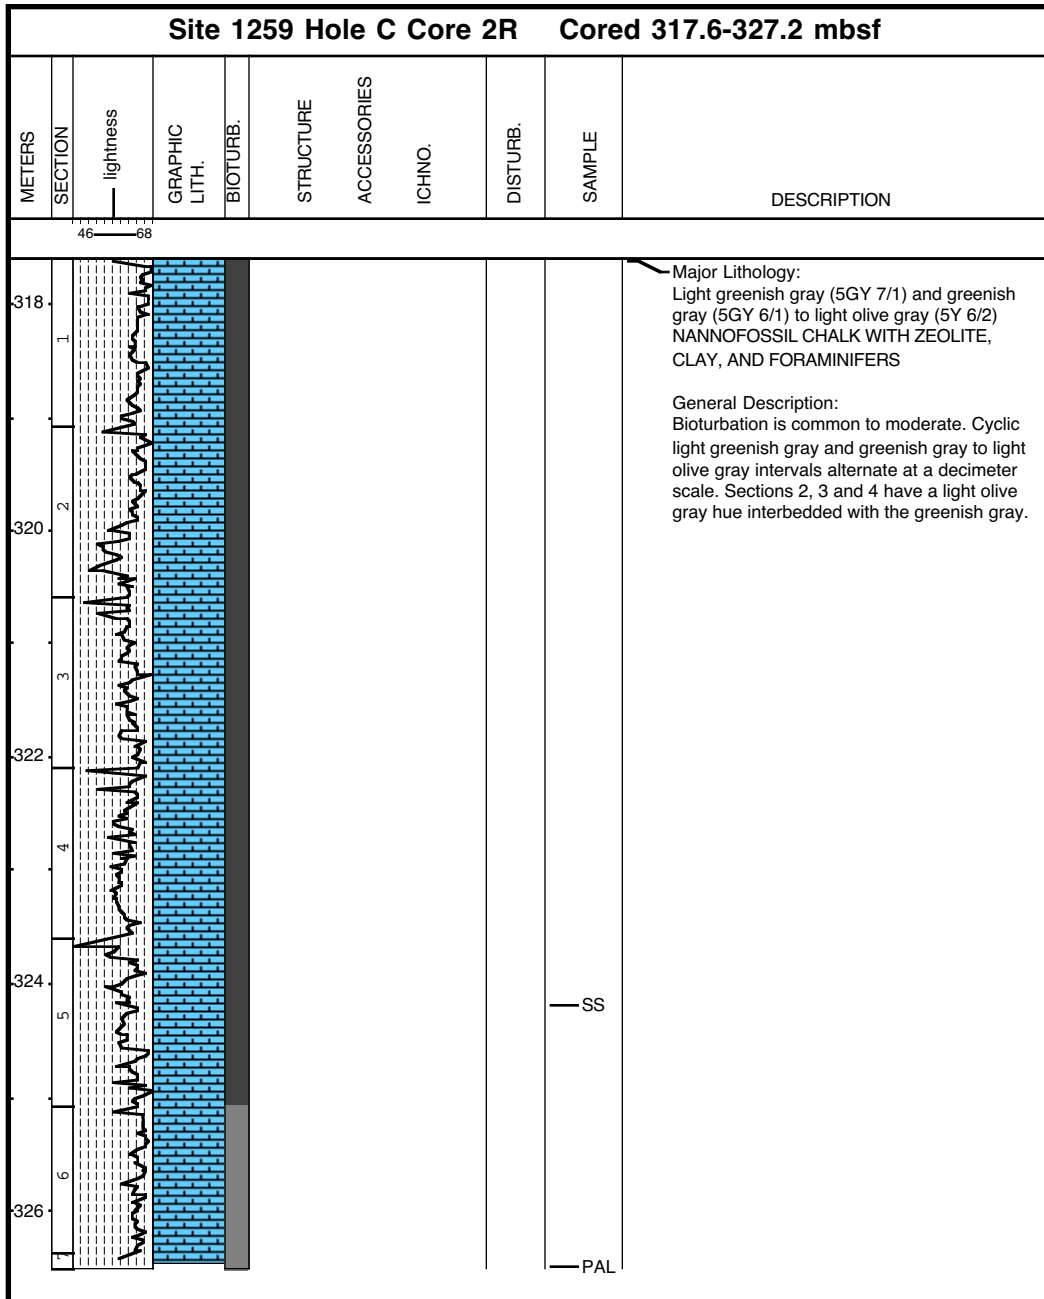 Site 1259 Hole C Core 2R Cored 317.6-327.2 mbsf
METERS
SECTION
lightness
GRAPHIC
LITH.
BIOTURB.
STRUCTURE
ACCESSORIES
ICHNO.
DISTURB.
SAMPLE
DESCRIPTION
46 68
Major Lithology:
Light greenish gray (5GY 7/1) and greenish
gray (5GY 6/1) to light olive gray (5Y 6/2)
NANNOFOSSIL CHALK WITH ZEOLITE,
CLAY, AND FORAMINIFERS
General Description:
Bioturbation is common to moderate. Cyclic
light greenish gray and greenish gray to light
olive gray intervals alternate at a decimeter
scale. Sections 2, 3 and 4 have a light olive
gray hue interbedded with the greenish gray.
318
1
2
320
3
322
4
324
5
SS
6
326
7
PAL